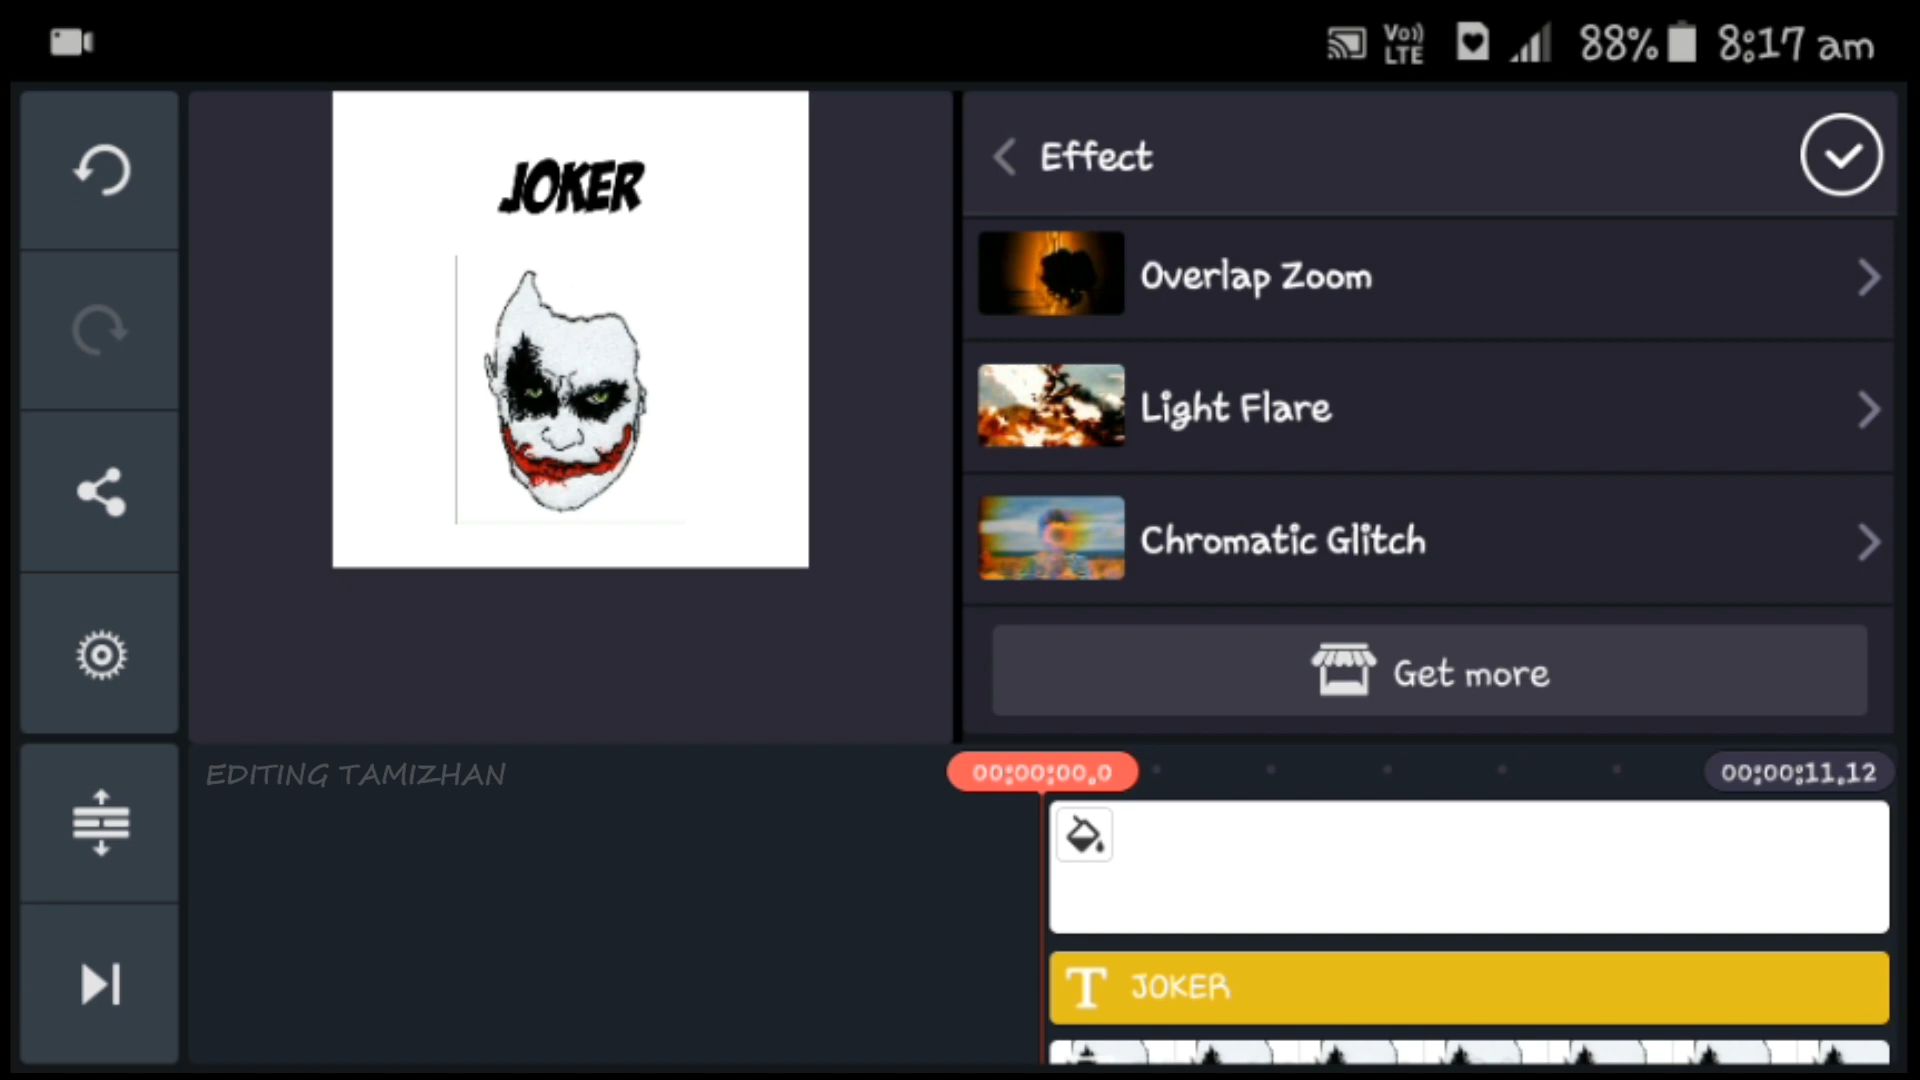 Vo))
LTE
88%
8:17 am
JOKER
Effect
Overlap Zoom
Light Flare
Chromatic Glitch
Get more
EDITING TAMIZHAN
00:00:00.0
00:00:11.12
T JOKER